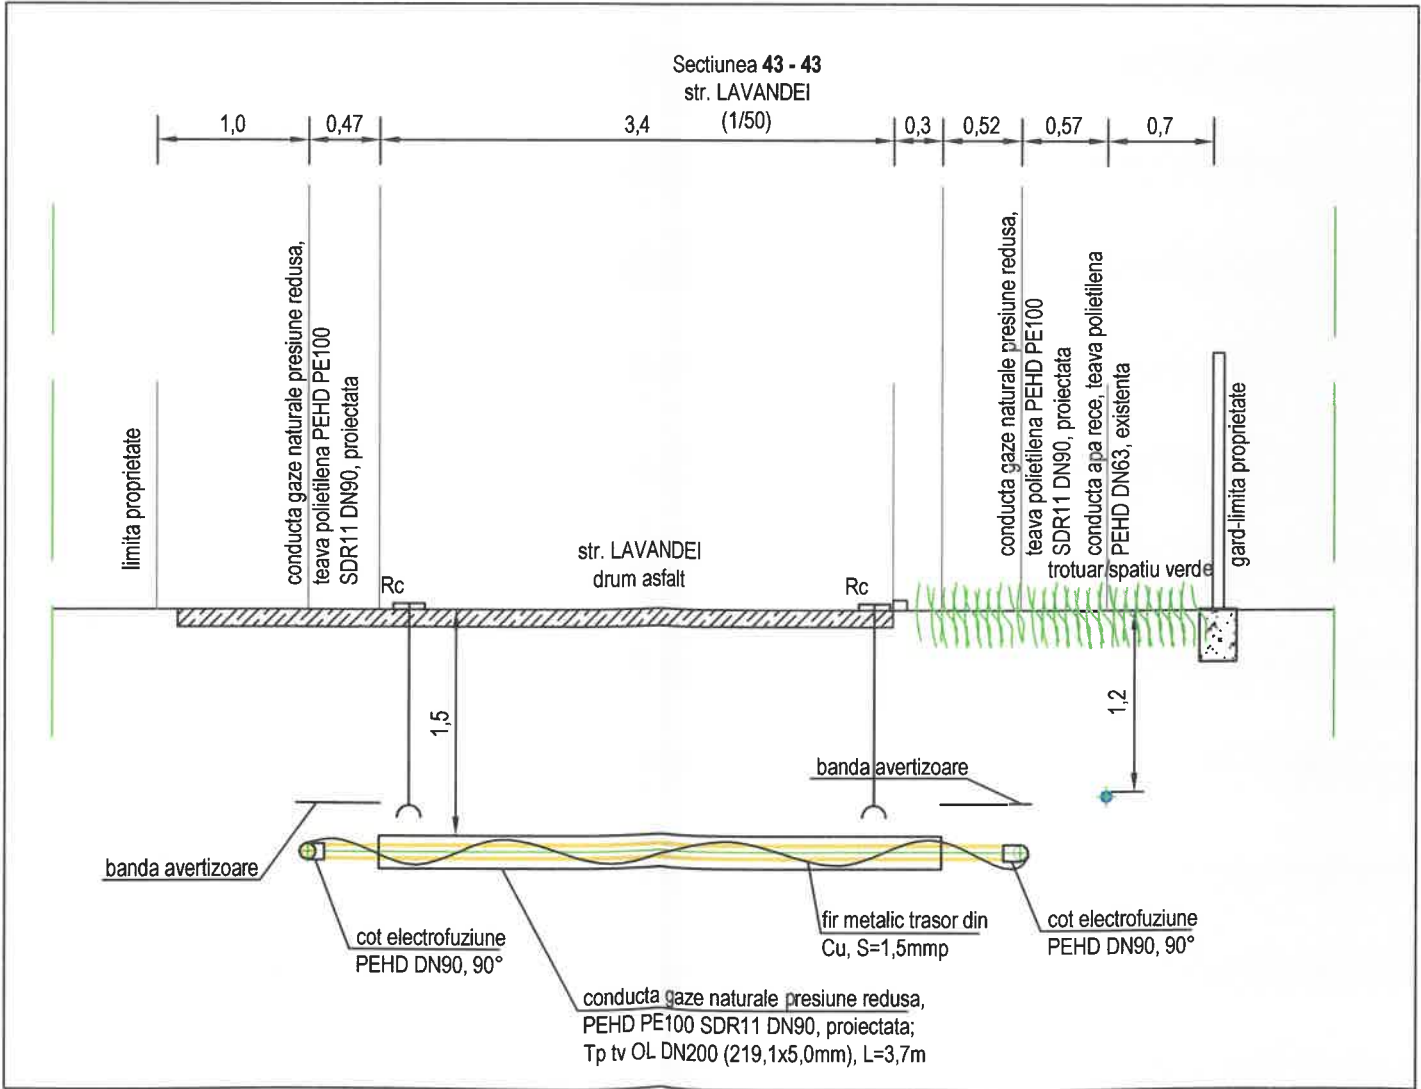 Sectiunea 43 - 43
str. LAVANDEI
(1/50)
1,0
0,47
3,4
0,3
0,52
0,57
0,7
limita proprietate
conducta gaze naturale presiune redusa,
teava polietilena PEHD PE100
SDR11 DN90, proiectata
conducta gaze naturale presiune redusa,
teava polietilena PEHD PE100
SDR11 DN90, proiectata
conducta apa rece, teava polietilena
PEHD DN63, existenta
gard-limita proprietate
str. LAVANDEI
drum asfalt
trotuar/spatiu verde
Rc
Rc
1,5
1,2
banda avertizoare
banda avertizoare
cot electrofuziune
PEHD DN90, 90°
fir metalic trasor din
Cu, S=1,5mmp
cot electrofuziune
PEHD DN90, 90°
conducta gaze naturale presiune redusa,
PEHD PE100 SDR11 DN90, proiectata;
Tp tv OL DN200 (219,1x5,0mm), L=3,7m